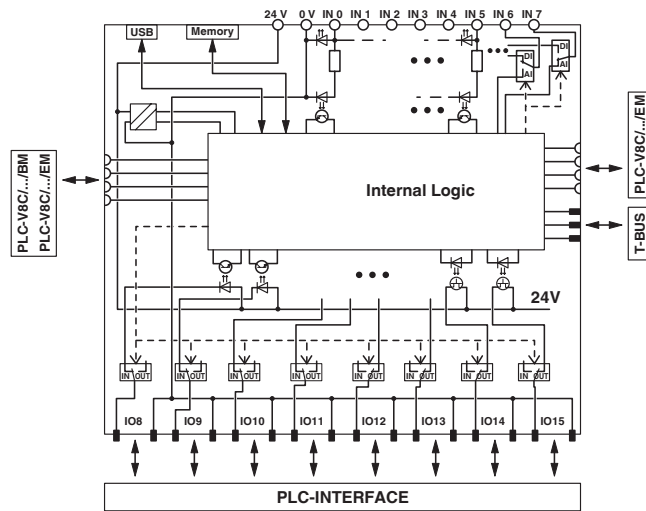 24 V 0 V IN 0 IN 1 IN 2 IN 3 IN 4 IN 5 IN 6 IN 7
USB Memory
DI
AI
DI
AI
PLC-V8C/.../BM
PLC-V8C/.../EM
Internal Logic
PLC-V8C/.../EM
T-BUS
24V
IN OUT IN OUT IN OUT IN OUT IN OUT IN OUT IN OUT IN OUT
IO8 IO9 IO10 IO11 IO12 IO13 IO14 IO15
PLC-INTERFACE